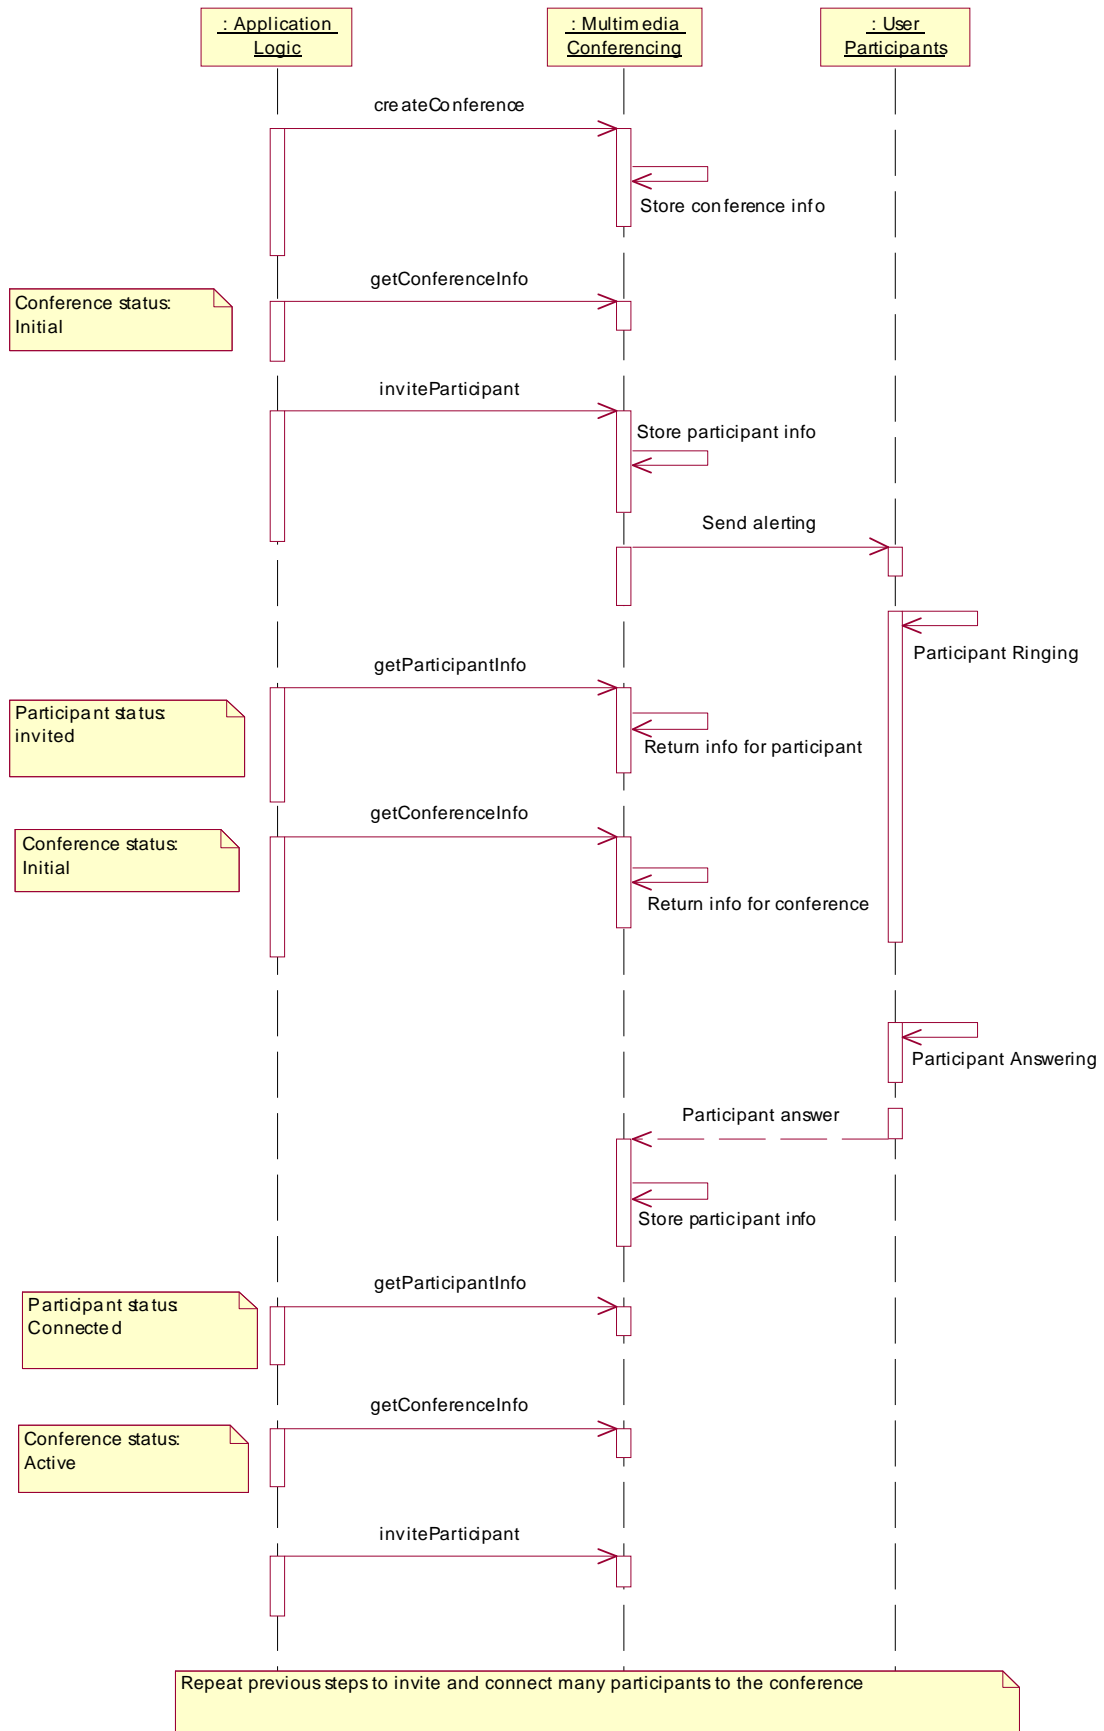 : Application
Logic
: Multimedia
Conferencing
: User
Participants
createConference
Store conference info
getConferenceInfo
Conference status:
Initial
inviteParticipant
Store participant info
Send alerting
Participant Ringing
getParticipantInfo
Participant status:
invited
Return info for participant
getConferenceInfo
Conference status:
Initial
Return info for conference
Participant Answering
Participant answer
Store participant info
getParticipantInfo
Participant status:
Connected
getConferenceInfo
Conference status:
Active
inviteParticipant
Repeat previous steps to invite and connect many participants to the conference